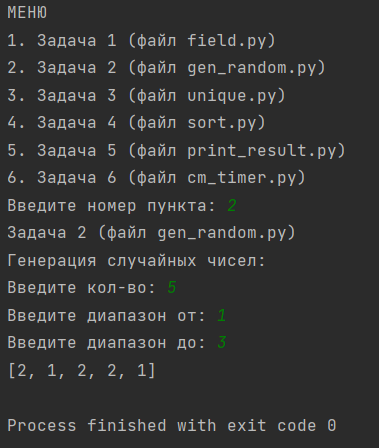 МЕНЮ
1. Задача 1 (файл field.py)
2. Задача 2 (файл gen_random.py)
3. Задача 3 (файл unique.py)
4. Задача 4 (файл sort.py)
5. Задача 5 (файл print_result.py)
6. Задача 6 (файл cm_timer.py)
Введите номер пункта: 2
Задача 2 (файл gen_random.py)
Генерация случайных чисел:
Введите кол-во: 5
Введите диапазон от: 1
Введите диапазон до: 3
[2, 1, 2, 2, 1]
Process finished with exit code 0